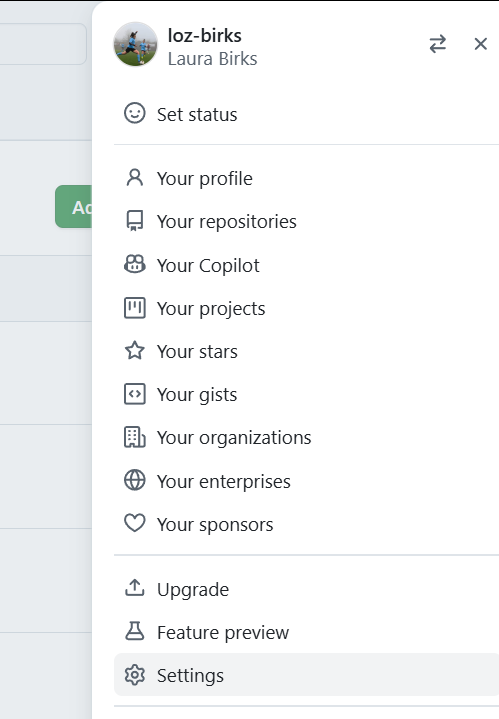 loz-birks
Laura Birks
Set status
Your profile
Ad
Your repositories
Your Copilot
Your projects
Your stars
Your gists
Your organizations
Your enterprises
Your sponsors
Upgrade
Feature preview
Settings